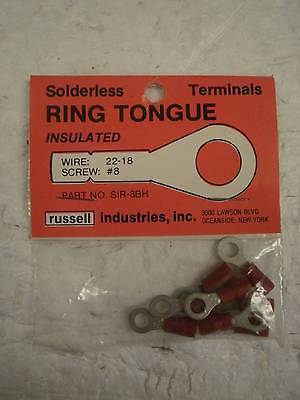 Solderless Terminals
RING TONGUE
INSULATED
WIRE: 22-18
SCREW: #8
PART NO. SIR-8BH
russell industries, inc.
3000 LAWSON BLVD.
OCEANSIDE, NEW YORK